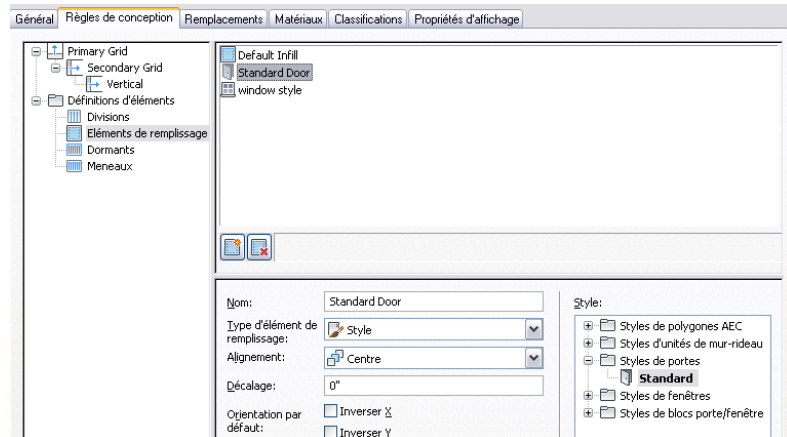 Général Règles de conception Remplacements Matériaux Classifications Propriétés d'affichage
Primary Grid
Secondary Grid
Vertical
Définitions d'éléments
Divisions
Eléments de remplissage
Dormants
Meneaux
Default Infill
Standard Door
window style
Nom: Standard Door
Type d'élément de remplissage: Style
Alignement: Centre
Décalage: 0"
Orientation par défaut: Inverser X
Inverser Y
Style:
Styles de polygones AEC
Styles d'unités de mur-rideau
Styles de portes
Standard
Styles de fenêtres
Styles de blocs porte/fenêtre